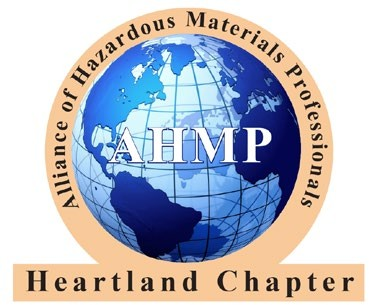 Alliance of Hazardous Materials Professionals
AHMP
Heartland Chapter